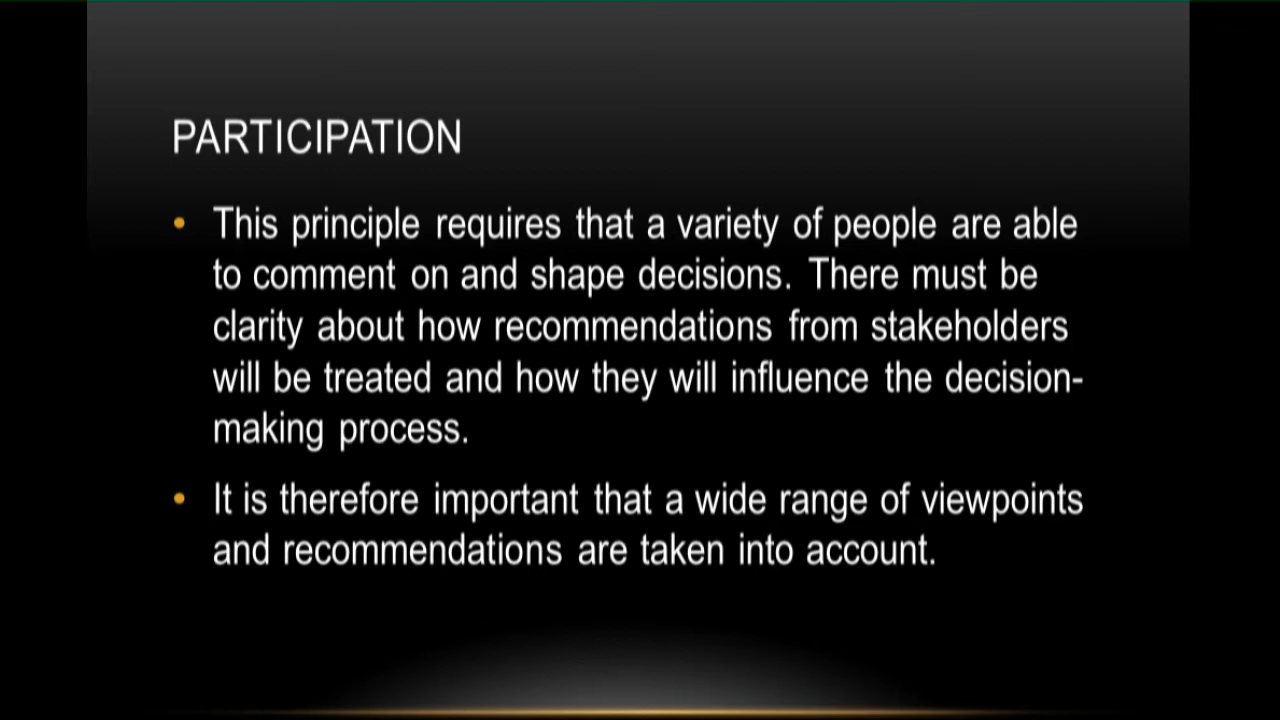 PARTICIPATION
• This principle requires that a variety of people are able
to comment on and shape decisions. There must be
clarity about how recommendations from stakeholders
will be treated and how they will influence the decision-
making process.
• It is therefore important that a wide range of viewpoints
and recommendations are taken into account.